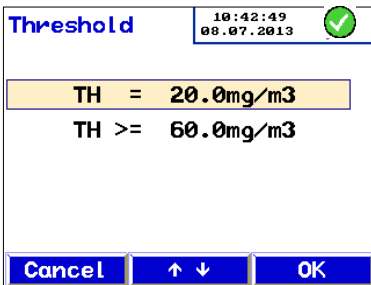 Threshold
10:42:49
08.07.2013
TH = 20.0mg/m3
TH >= 60.0mg/m3
Cancel ↑ ↓ OK